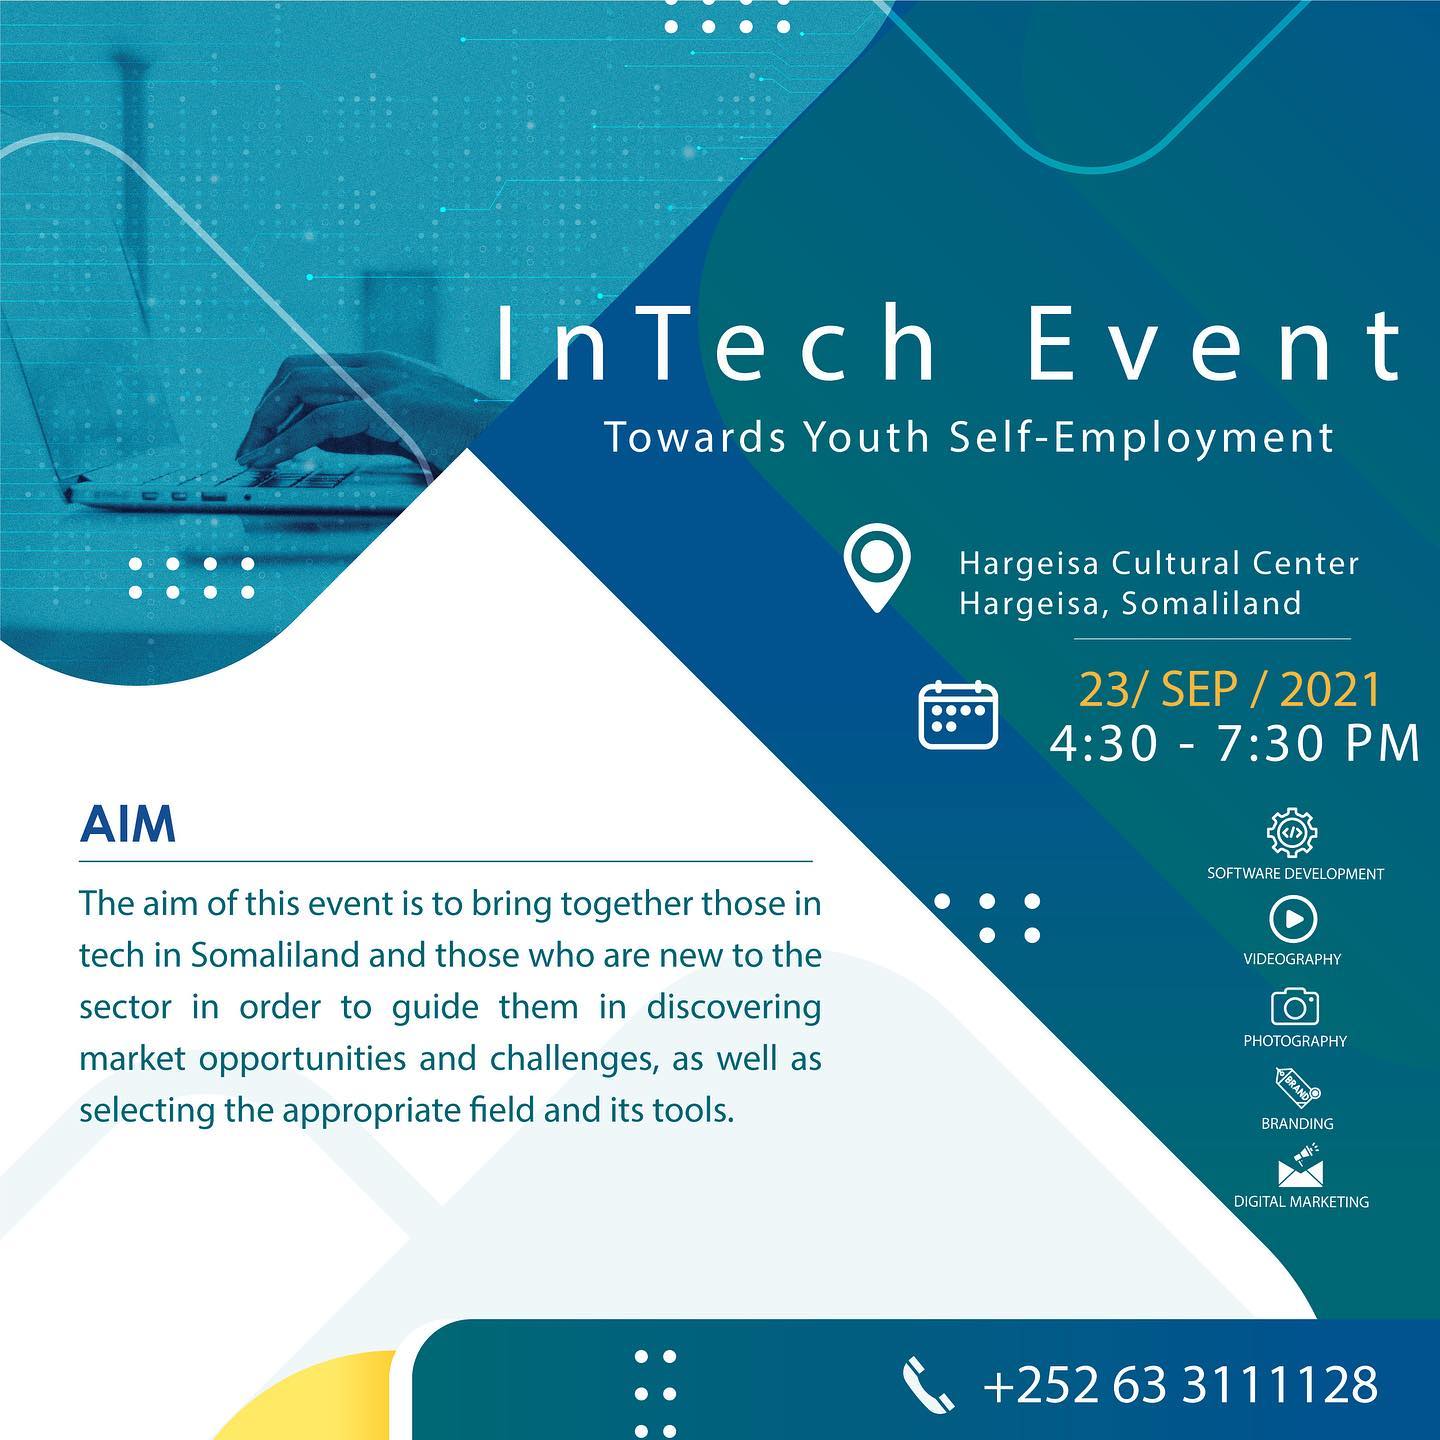 InTech Event
Towards Youth Self-Employment
Hargeisa Cultural Center
Hargeisa, Somaliland
23/ SEP / 2021
4:30 - 7:30 PM
AIM
The aim of this event is to bring together those in
tech in Somaliland and those who are new to the
sector in order to guide them in discovering
market opportunities and challenges, as well as
selecting the appropriate field and its tools.
SOFTWARE DEVELOPMENT
VIDEOGRAPHY
PHOTOGRAPHY
BRAND
BRANDING
DIGITAL MARKETING
+252 63 3111128